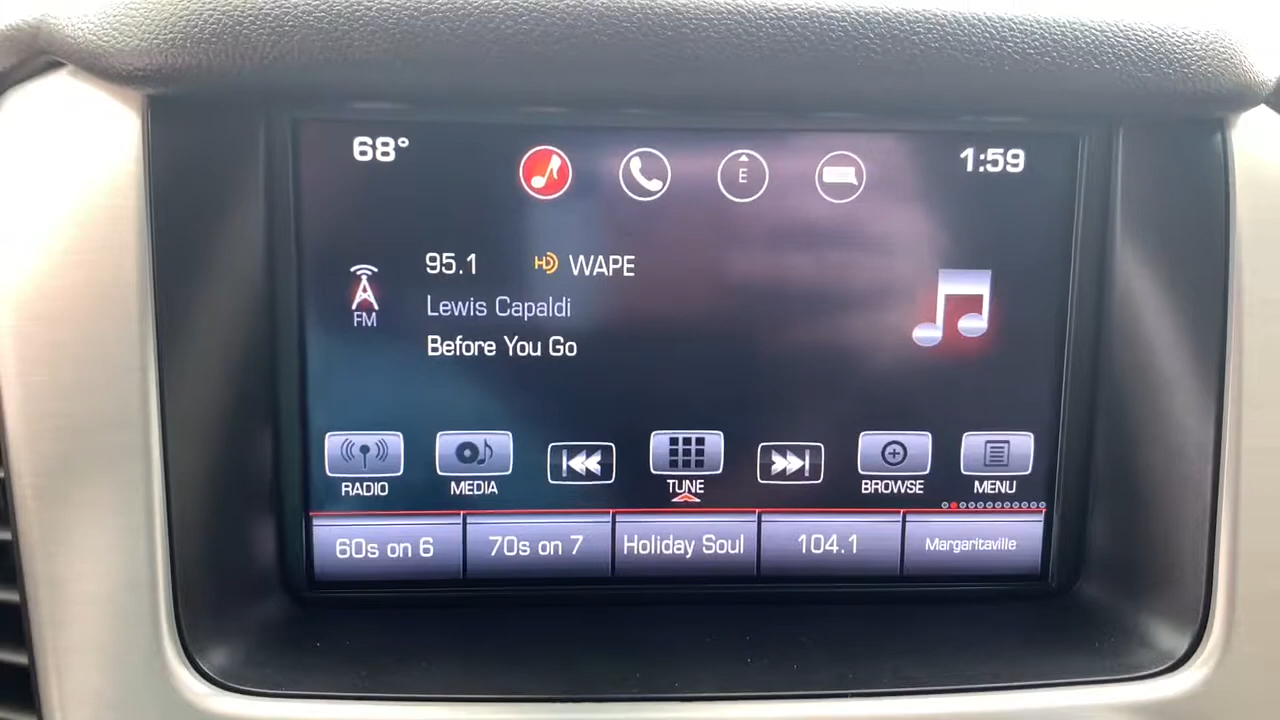 68°
E
1:59
95.1 HD WAPE
FM
Lewis Capaldi
Before You Go
RADIO
MEDIA
TUNE
BROWSE
MENU
60s on 6
70s on 7
Holiday Soul
104.1
Margaritaville